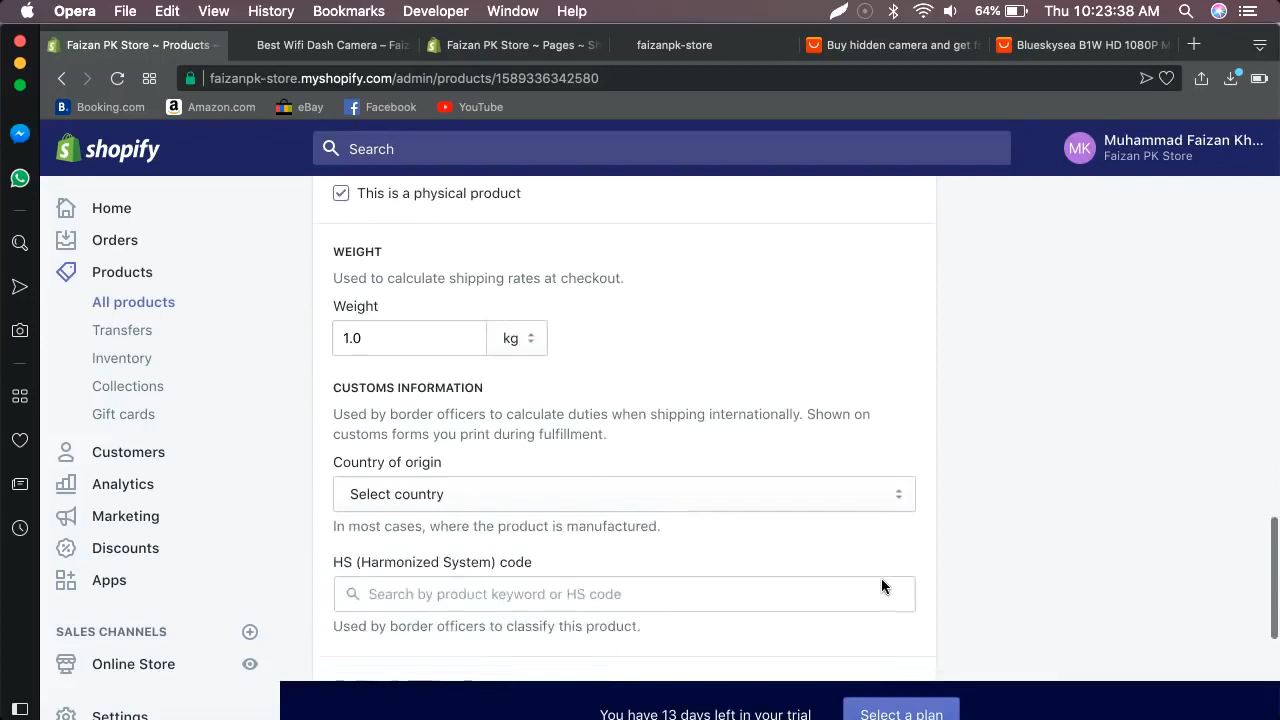 Opera File Edit View History Bookmarks Developer Window Help 64% Thu 10:23:38 AM
Faizan PK Store ~ Products ~
Best Wifi Dash Camera – Faiz
Faizan PK Store ~ Pages ~ Sh
faizanpk-store
Buy hidden camera and get f
Blueskysea B1W HD 1080P M
faizanpk-store.myshopify.com/admin/products/1589336342580
Booking.com Amazon.com eBay Facebook YouTube
shopify
Search
MK
Muhammad Faizan Kh...
Faizan PK Store
Home
Orders
Products
All products
Transfers
Inventory
Collections
Gift cards
Customers
Analytics
Marketing
Discounts
Apps
SALES CHANNELS
Online Store
Settings
This is a physical product
WEIGHT
Used to calculate shipping rates at checkout.
Weight
1.0 kg
CUSTOMS INFORMATION
Used by border officers to calculate duties when shipping internationally. Shown on
customs forms you print during fulfillment.
Country of origin
Select country
In most cases, where the product is manufactured.
HS (Harmonized System) code
Search by product keyword or HS code
Used by border officers to classify this product.
You have 13 days left in your trial
Select a plan